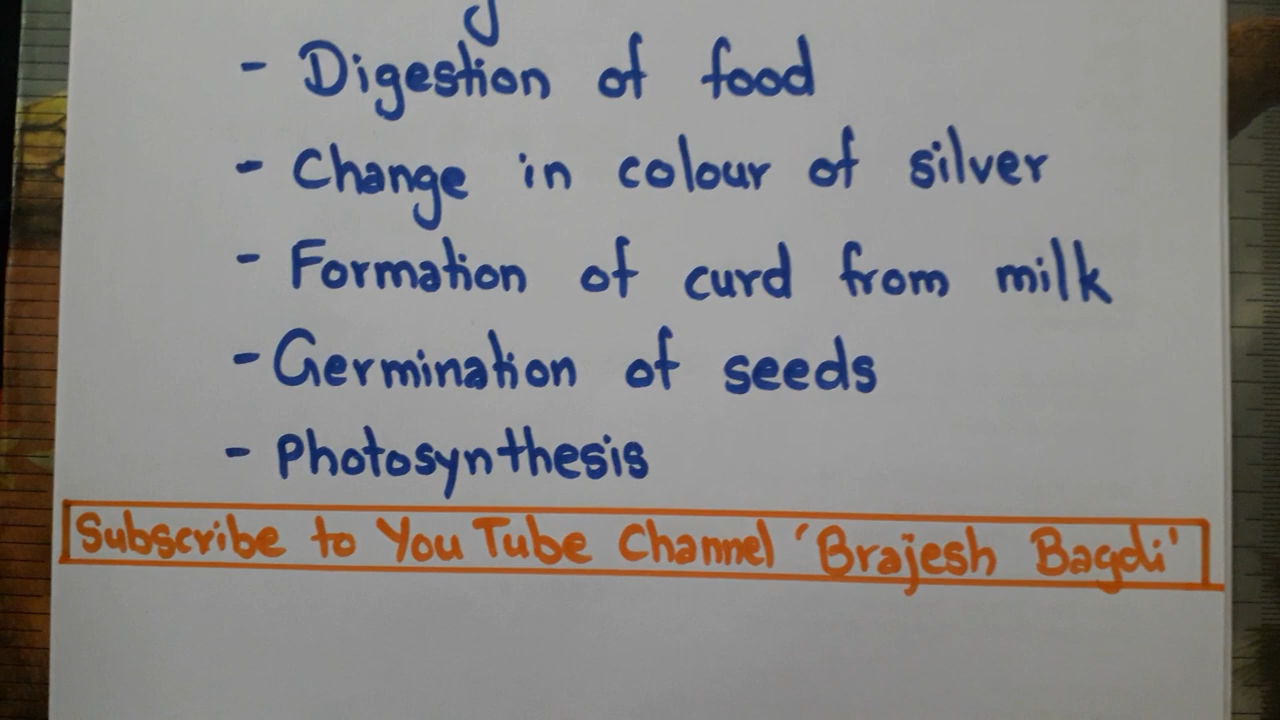 - Digestion of food
- Change in colour of silver
- Formation of curd from milk
- Germination of seeds
- Photosynthesis
Subscribe to YouTube Channel 'Brajesh Bagdi'